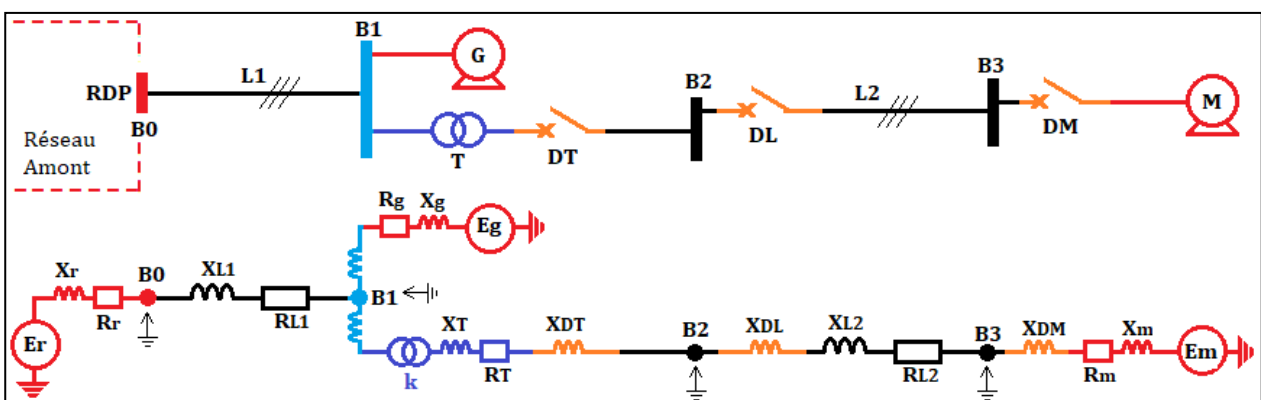 B1
G
L1
B2
L2
B3
RDP
M
B0
DL
DM
Réseau
Amont
T
DT
Rg
Xg
Eg
Xr
B0
XL1
B1
Rr
RL1
XT
XDT
B2
XDL
XL2
B3
XDM
Xm
Er
Em
k
RT
RL2
Rm